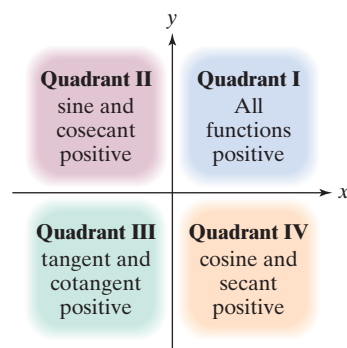 y
Quadrant II
sine and
cosecant
positive
Quadrant I
All
functions
positive
x
Quadrant III
tangent and
cotangent
positive
Quadrant IV
cosine and
secant
positive